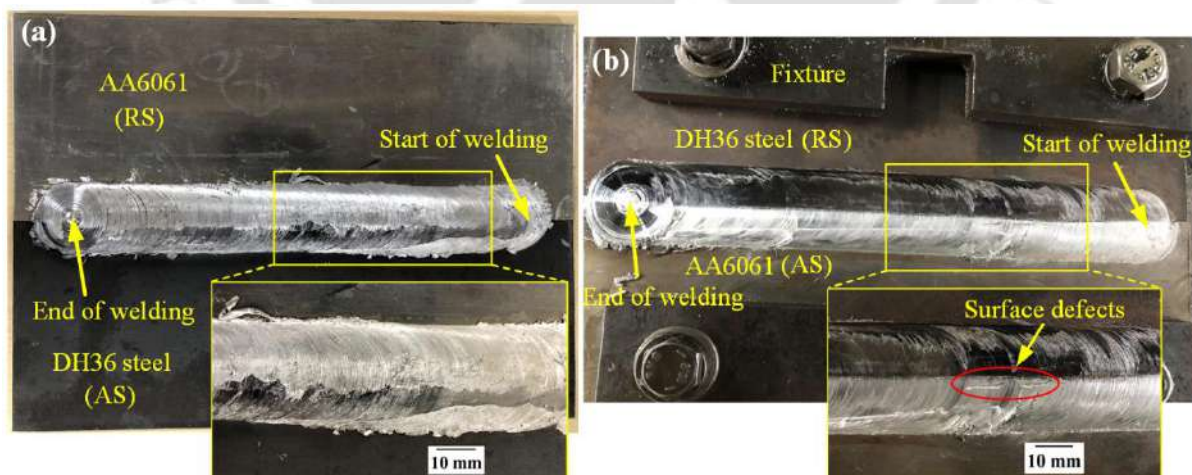 (a)
AA6061
(RS)
Start of welding
End of welding
DH36 steel
(AS)
10 mm
(b)
Fixture
DH36 steel (RS)
Start of welding
AA6061 (AS)
End of welding
Surface defects
10 mm